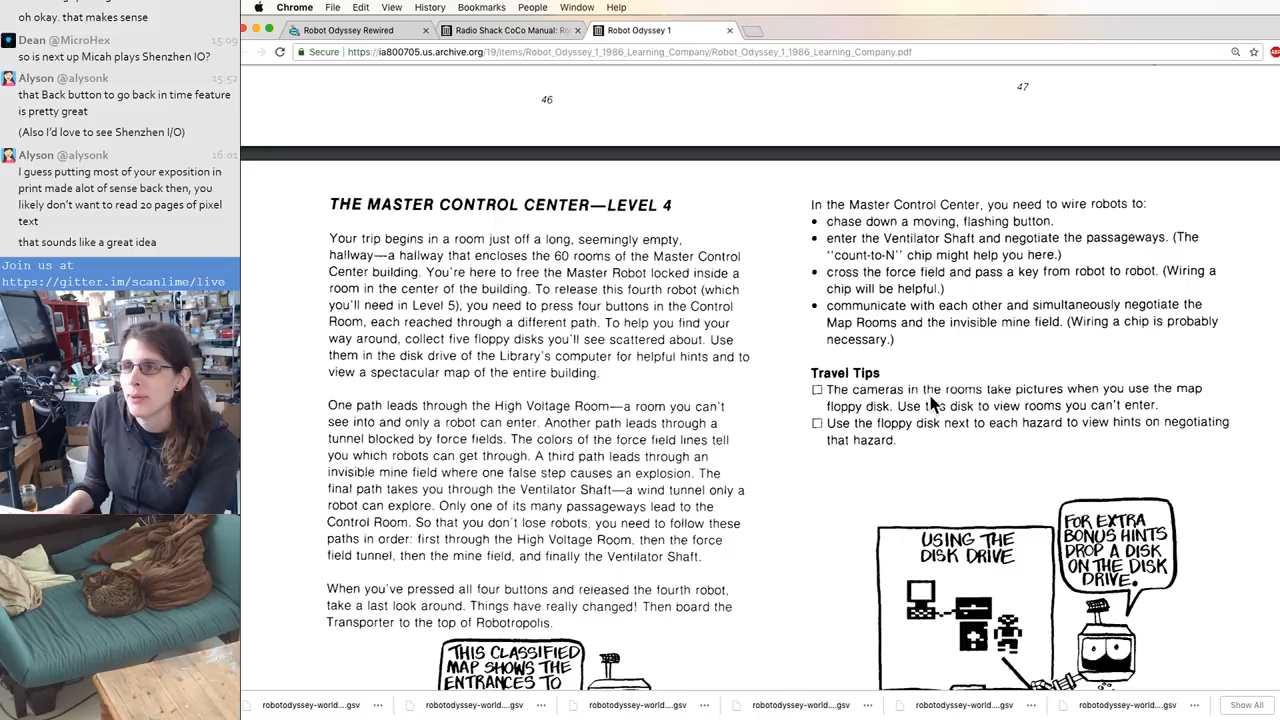 oh okay. that makes sense
Dean @MicroHex 15:09
so is next up Micah plays Shenzhen IO?
Alyson @alysonk 15:52
that Back button to go back in time feature
is pretty great
(Also I'd love to see Shenzhen I/O)
Alyson @alysonk 16:01
I guess putting most of your exposition in
print made alot of sense back then, you
likely don't want to read 20 pages of pixel
text
that sounds like a great idea
Join us at
https://gitter.im/scanlime/live
Chrome File Edit View History Bookmarks People Window Help
Robot Odyssey Rewired
Radio Shack CoCo Manual: Ro
Robot Odyssey 1
Secure https://ia800705.us.archive.org/19/items/Robot_Odyssey_1_1986_Learning_Company/Robot_Odyssey_1_1986_Learning_Company.pdf
46
47
THE MASTER CONTROL CENTER—LEVEL 4
Your trip begins in a room just off a long, seemingly empty,
hallway—a hallway that encloses the 60 rooms of the Master Control
Center building. You're here to free the Master Robot locked inside a
room in the center of the building. To release this fourth robot (which
you'll need in Level 5), you need to press four buttons in the Control
Room, each reached through a different path. To help you find your
way around, collect five floppy disks you'll see scattered about. Use
them in the disk drive of the Library's computer for helpful hints and to
view a spectacular map of the entire building.
One path leads through the High Voltage Room—a room you can't
see into and only a robot can enter. Another path leads through a
tunnel blocked by force fields. The colors of the force field lines tell
you which robots can get through. A third path leads through an
invisible mine field where one false step causes an explosion. The
final path takes you through the Ventilator Shaft—a wind tunnel only a
robot can explore. Only one of its many passageways lead to the
Control Room. So that you don't lose robots, you need to follow these
paths in order: first through the High Voltage Room, then the force
field tunnel, then the mine field, and finally the Ventilator Shaft.
When you've pressed all four buttons and released the fourth robot,
take a last look around. Things have really changed! Then board the
Transporter to the top of Robotropolis.
THIS CLASSIFIED
MAP SHOWS THE
ENTRANCES TO
In the Master Control Center, you need to wire robots to:
• chase down a moving, flashing button.
• enter the Ventilator Shaft and negotiate the passageways. (The
''count-to-N'' chip might help you here.)
• cross the force field and pass a key from robot to robot. (Wiring a
chip will be helpful.)
• communicate with each other and simultaneously negotiate the
Map Rooms and the invisible mine field. (Wiring a chip is probably
necessary.)
Travel Tips
The cameras in the rooms take pictures when you use the map
floppy disk. Use this disk to view rooms you can't enter.
Use the floppy disk next to each hazard to view hints on negotiating
that hazard.
USING THE
DISK DRIVE
FOR EXTRA
BONUS HINTS
DROP A DISK
ON THE DISK
DRIVE.
robotodyssey-world....gsv
robotodyssey-world....gsv
robotodyssey-world....gsv
robotodyssey-world....gsv
robotodyssey-world....gsv
robotodyssey-world....gsv
Show All